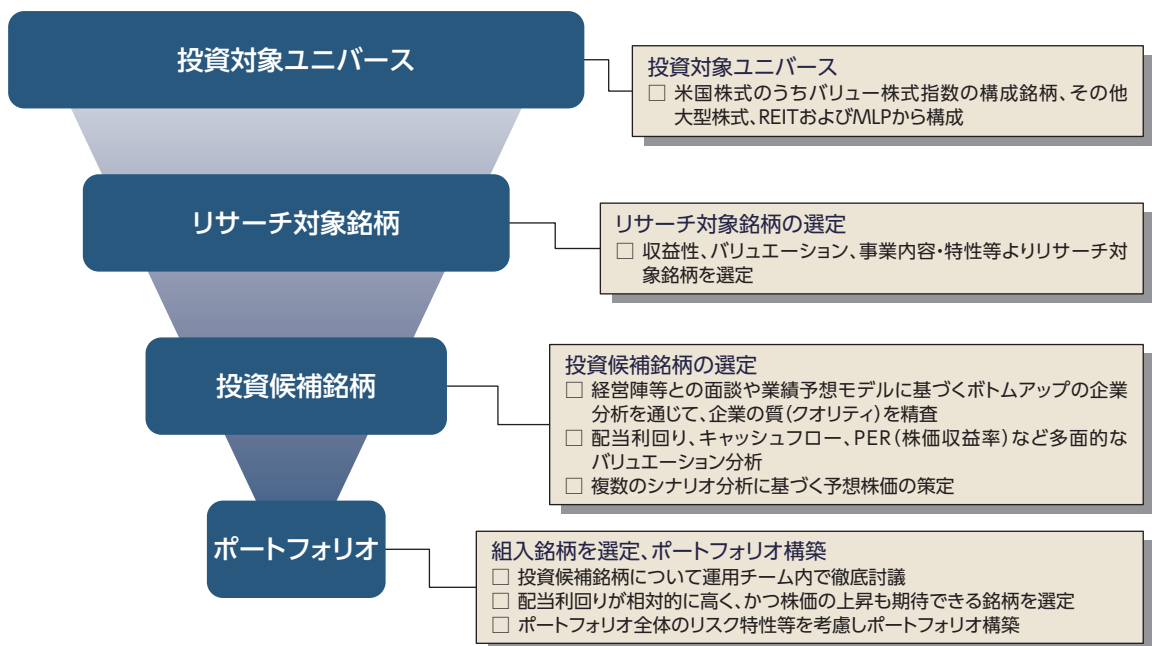 投資対象ユニバース
投資対象ユニバース
□ 米国株式のうちバリュー株式指数の構成銘柄、その他
大型株式、REITおよびMLPから構成
リサーチ対象銘柄
リサーチ対象銘柄の選定
□ 収益性、バリュエーション、事業内容・特性等よりリサーチ対
象銘柄を選定
投資候補銘柄
投資候補銘柄の選定
□ 経営陣等との面談や業績予想モデルに基づくボトムアップの企業
分析を通じて、企業の質(クオリティ)を精査
□ 配当利回り、キャッシュフロー、PER(株価収益率)など多面的な
バリュエーション分析
□ 複数のシナリオ分析に基づく予想株価の策定
ポートフォリオ
組入銘柄を選定、ポートフォリオ構築
□ 投資候補銘柄について運用チーム内で徹底討議
□ 配当利回りが相対的に高く、かつ株価の上昇も期待できる銘柄を選定
□ ポートフォリオ全体のリスク特性等を考慮しポートフォリオ構築